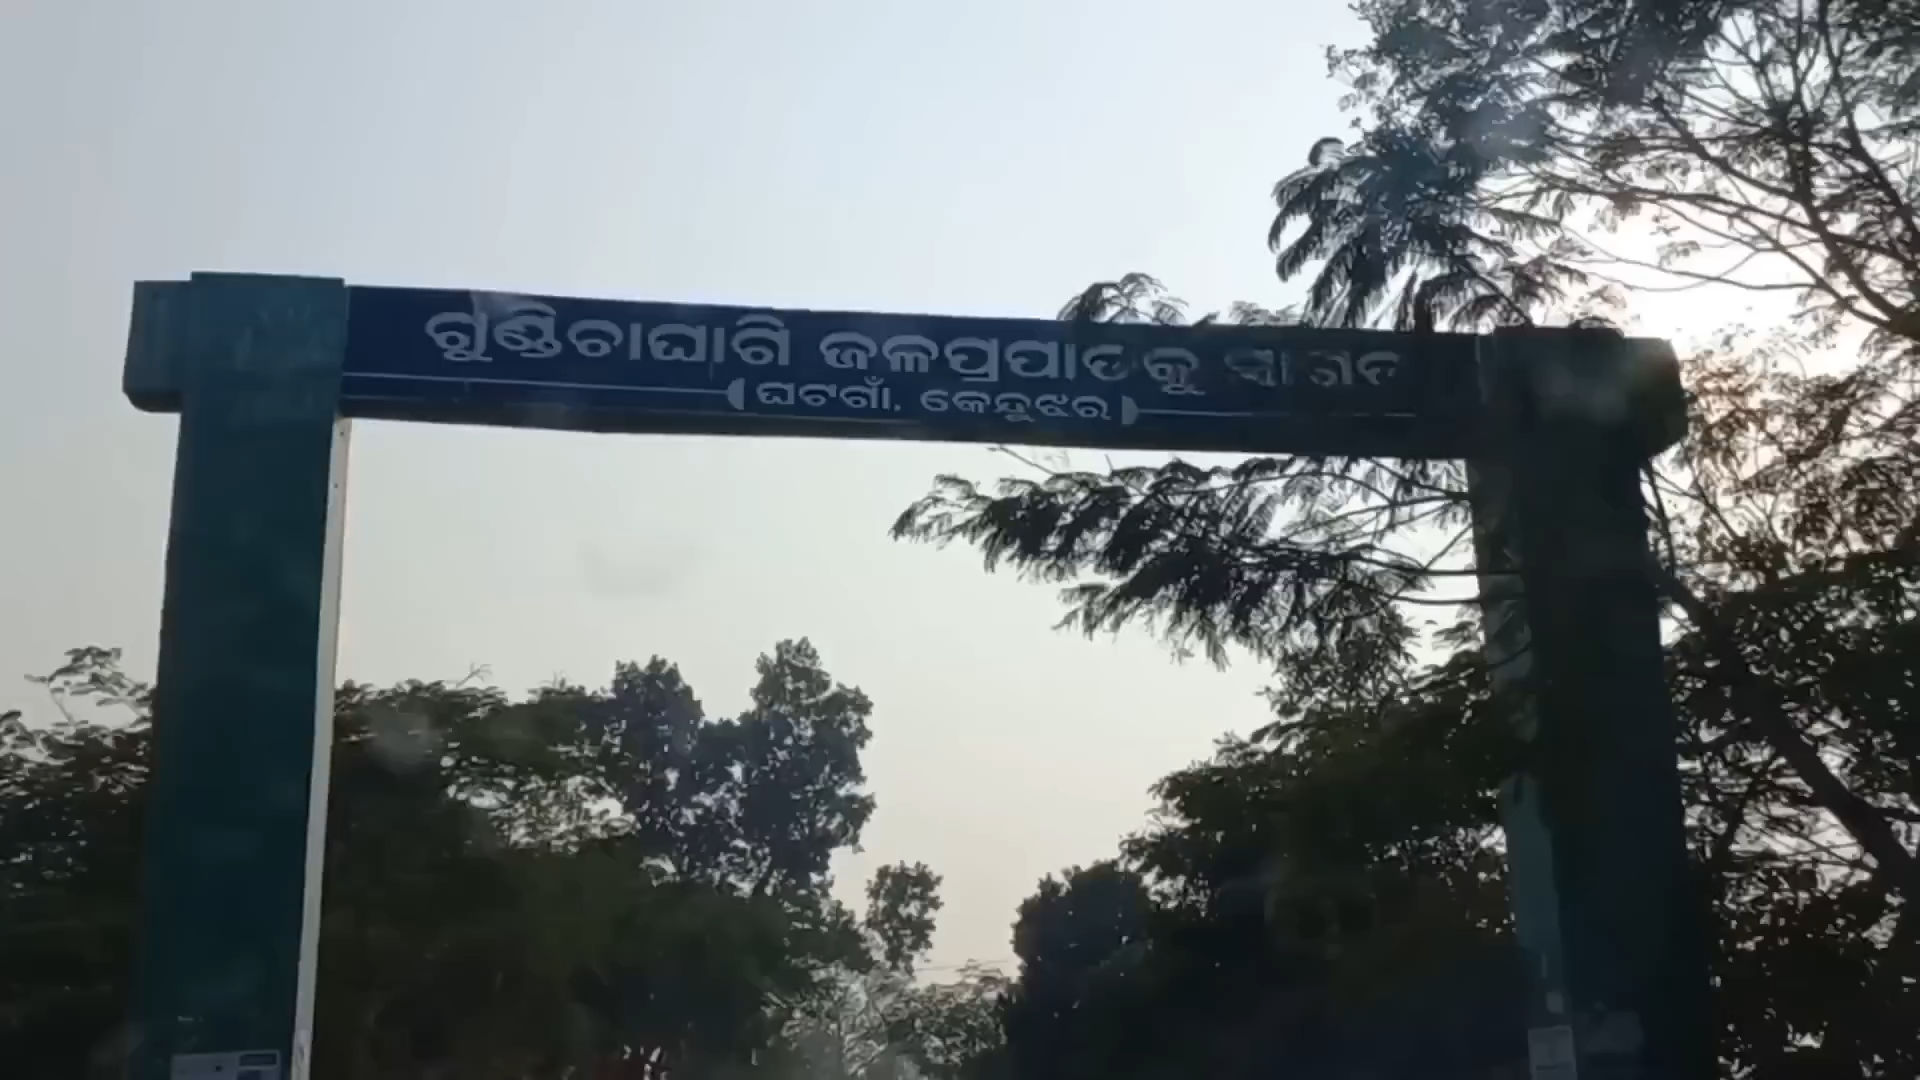 ଗୁଣ୍ଡିଚାଘାଗି ଜଳପ୍ରପାତକୁ ସ୍ୱାଗତ
ଘଟଗାଁ, କେନ୍ଦୁଝର